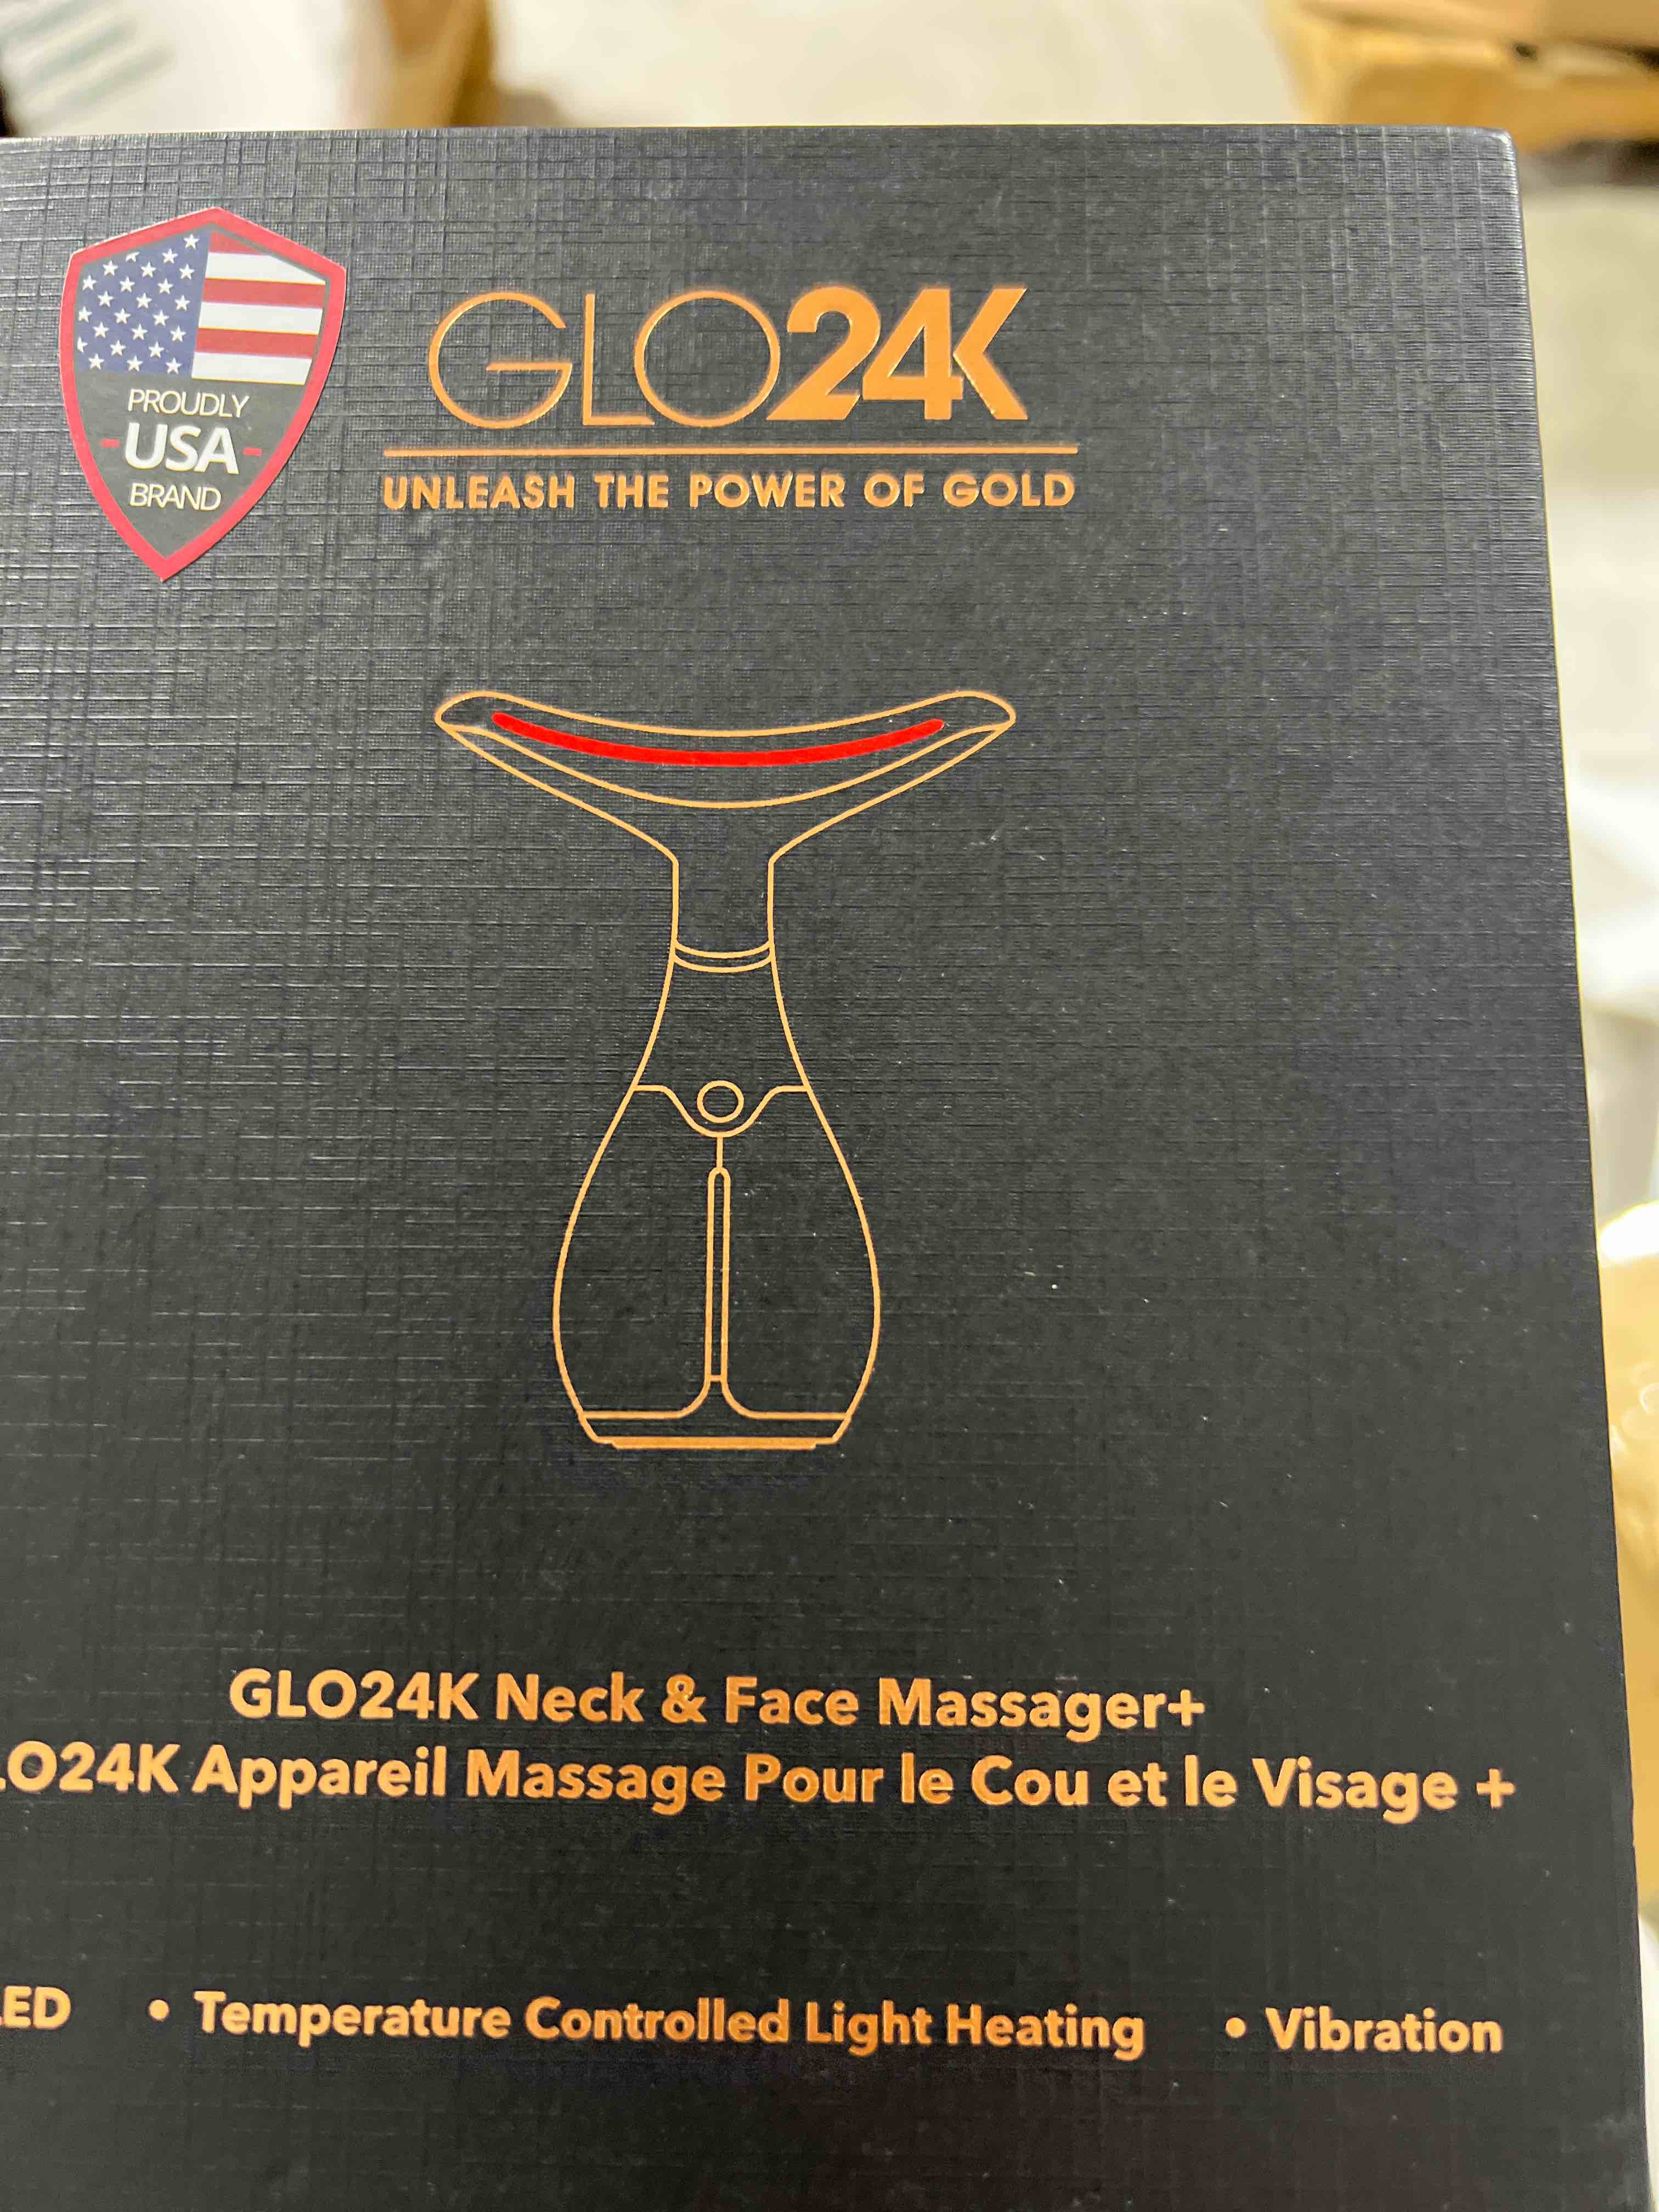 PROUDLY
-USA-
BRAND
GLO24K
UNLEASH THE POWER OF GOLD
GLO24K Neck & Face Massager+
LO24K Appareil Massage Pour le Cou et le Visage +
LED • Temperature Controlled Light Heating • Vibration